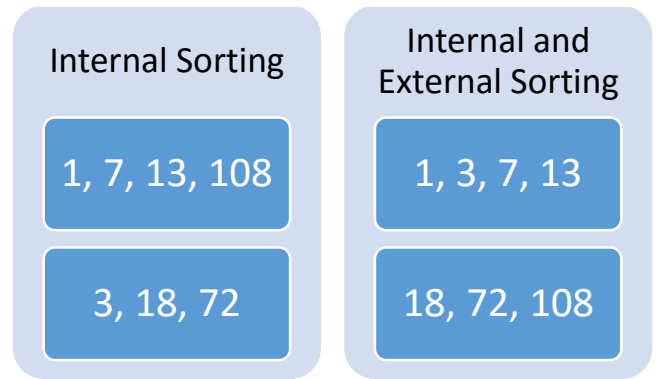 Internal Sorting
1, 7, 13, 108
3, 18, 72
Internal and
External Sorting
1, 3, 7, 13
18, 72, 108